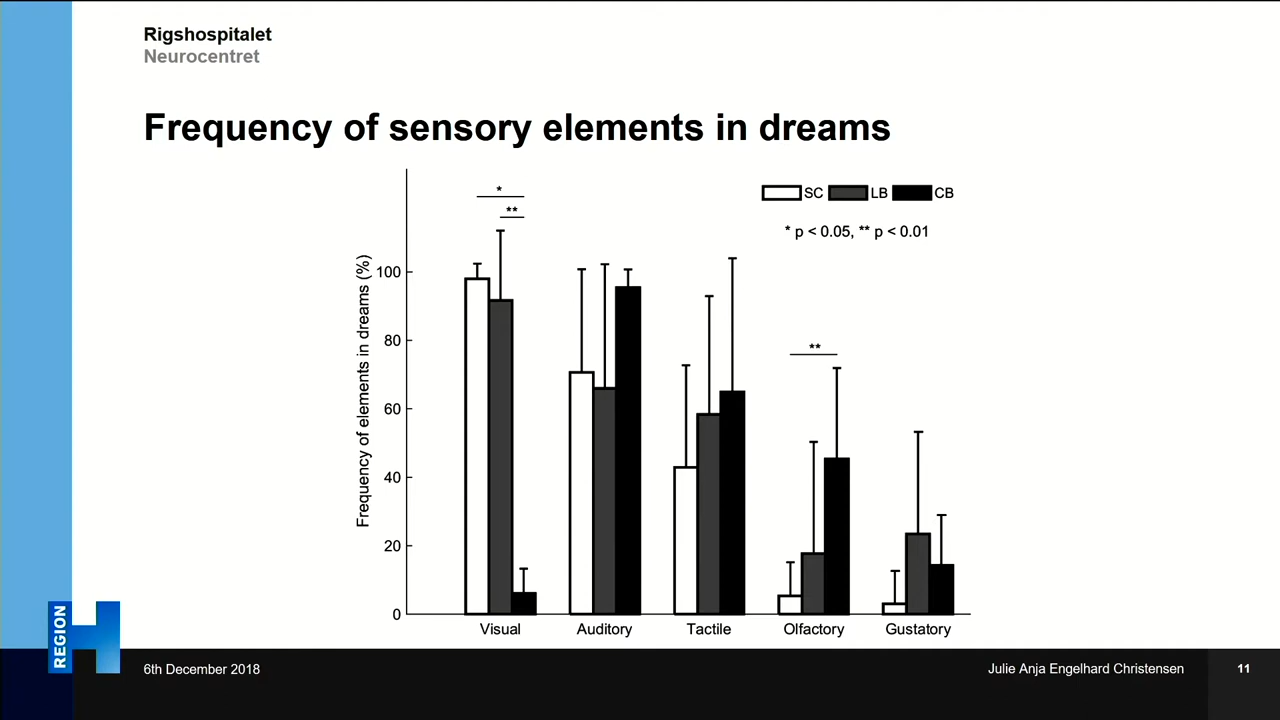 Rigshospitalet
Neurocentret
Frequency of sensory elements in dreams
SC LB CB
* p < 0.05, ** p < 0.01
*
**
**
Frequency of elements in dreams (%)
100
80
60
40
20
0
Visual Auditory Tactile Olfactory Gustatory
REGION H
6th December 2018
Julie Anja Engelhard Christensen
11